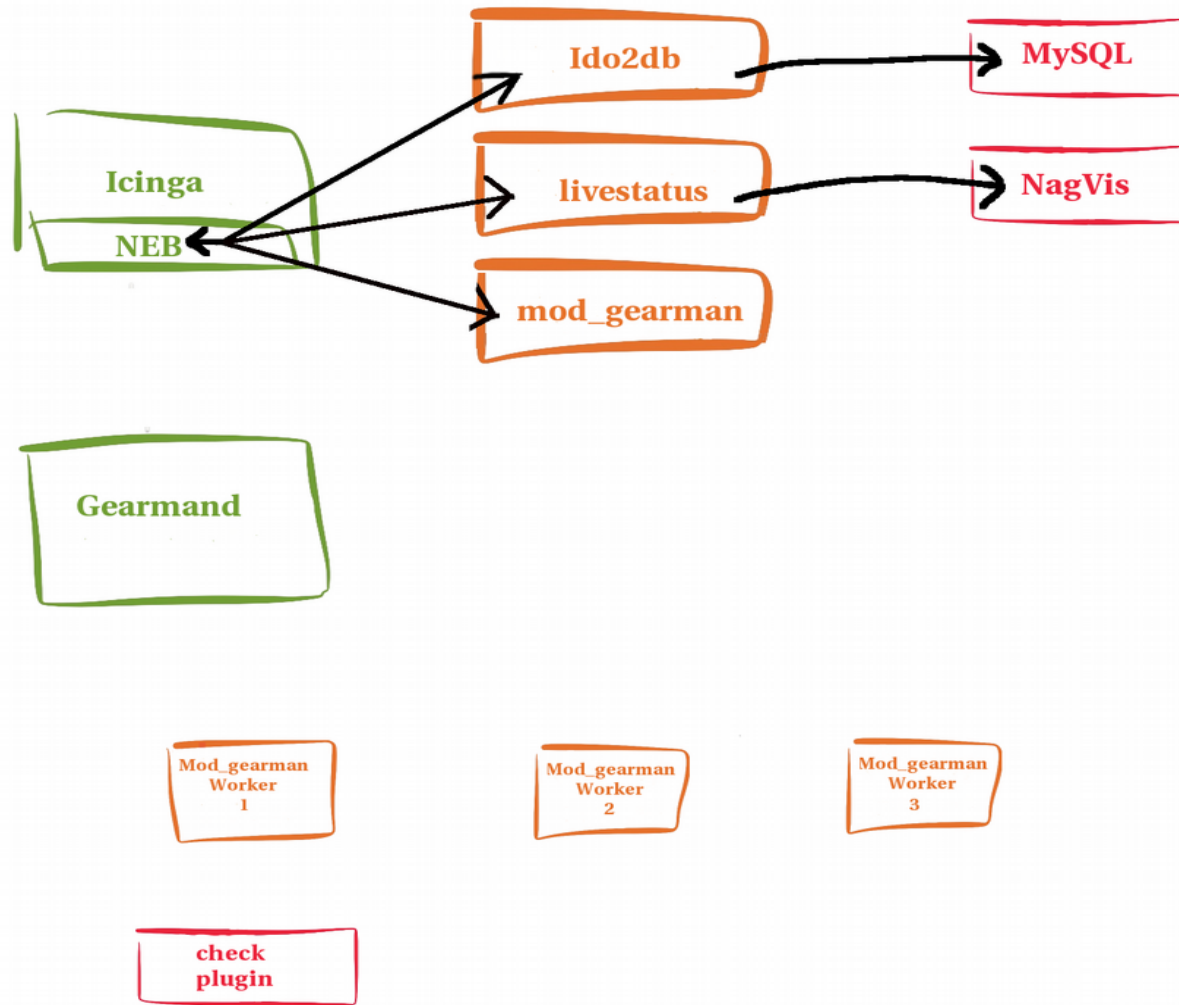 Ido2db
MySQL
Icinga
livestatus
NagVis
NEB
mod_gearman
Gearmand
Mod_gearman
Worker
1
Mod_gearman
Worker
2
Mod_gearman
Worker
3
check
plugin